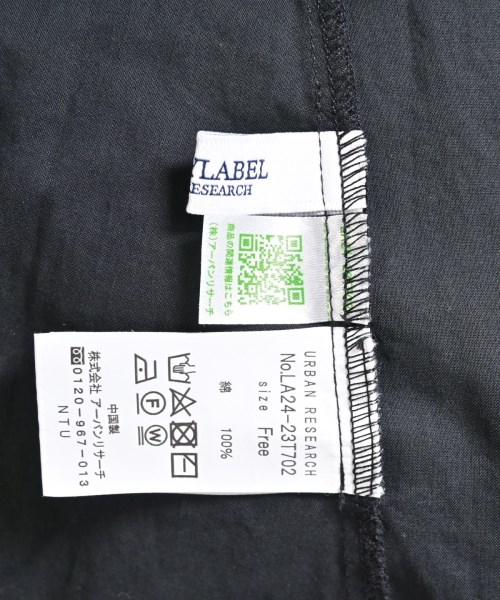 YLABEL
RESEARCH
商品の関連情報はこちら
(株)アーバンリサーチ
URBAN RESEARCH
No.LA24-23T702
size Free
綿 100%
中国製
株式会社 アーバンリサーチ
0120-967-013
NTU